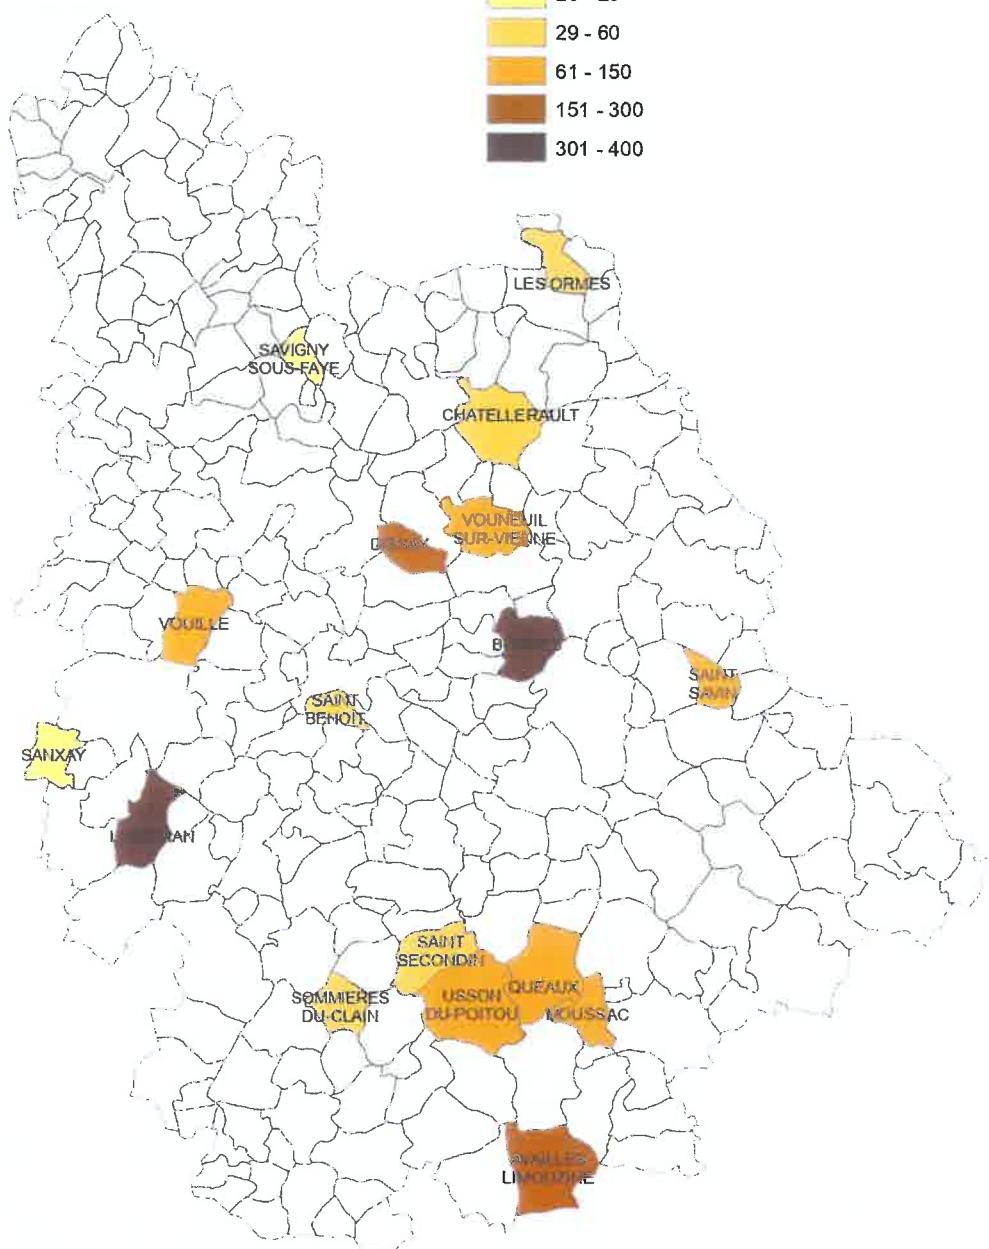 29 - 60
61 - 150
151 - 300
301 - 400
LES ORMES
SAVIGNY
SOUS-FAYE
CHATELLERAULT
VOUNEUIL
SUR-VIENNE
VOUILLE
SAINT
SAVIN
SAINT
BENOÎT
SANXAY
SAINT
SECONDIN
QUEAUX
USSON
DU-POITOU
SOMMIERES
DU-CLAIN
MOUSSAC
AVAILLES-
LIMOUZINE